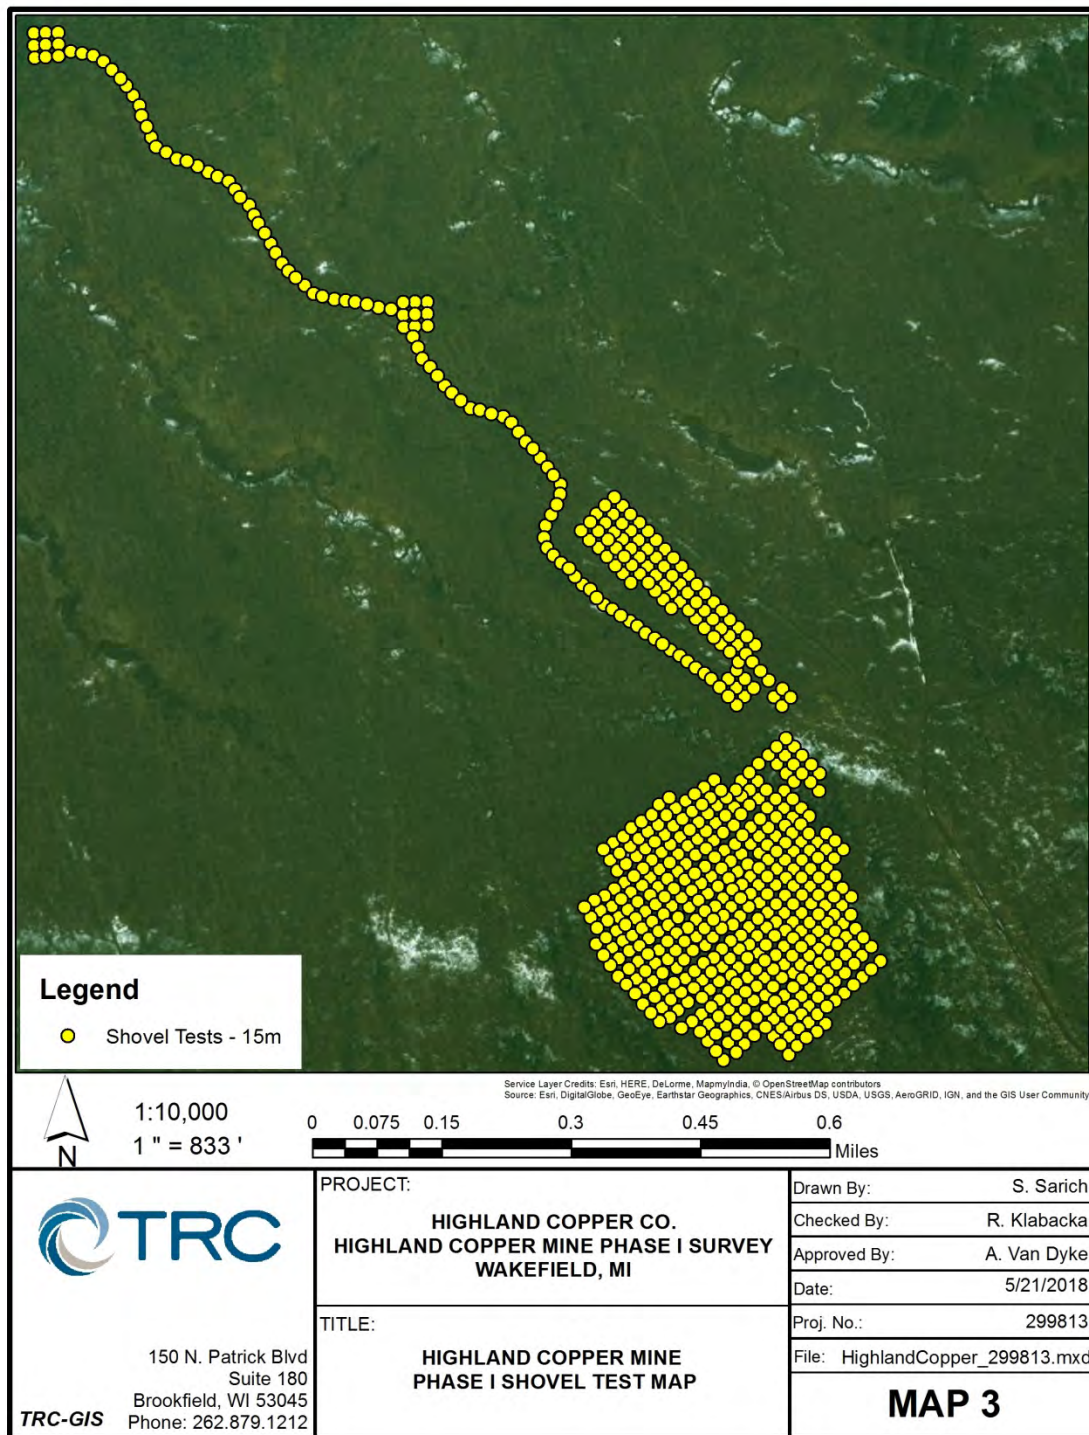 Legend
Shovel Tests - 15m
Service Layer Credits: Esri, HERE, DeLorme, MapmyIndia, © OpenStreetMap contributors
Source: Esri, DigitalGlobe, GeoEye, Earthstar Geographics, CNES/Airbus DS, USDA, USGS, AeroGRID, IGN, and the GIS User Community
N
1:10,000
1 " = 833 '
0 0.075 0.15 0.3 0.45 0.6
Miles
TRC
150 N. Patrick Blvd
Suite 180
Brookfield, WI 53045
TRC-GIS Phone: 262.879.1212
PROJECT:
HIGHLAND COPPER CO.
HIGHLAND COPPER MINE PHASE I SURVEY
WAKEFIELD, MI
TITLE:
HIGHLAND COPPER MINE
PHASE I SHOVEL TEST MAP
Drawn By: S. Sarich
Checked By: R. Klabacka
Approved By: A. Van Dyke
Date: 5/21/2018
Proj. No.: 299813
File: HighlandCopper_299813.mxd
MAP 3